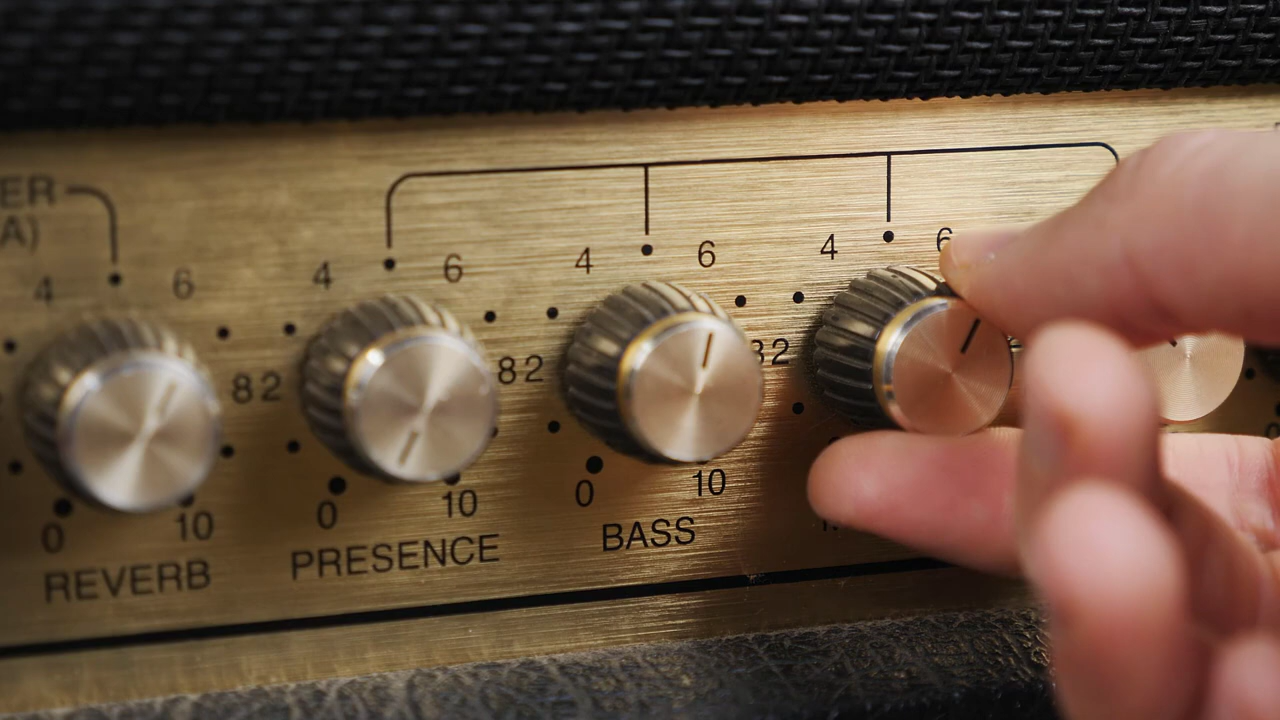 ER
A)
4 6 4 6 4 6 4 6
8 2 8 2 8 2
0 10 0 10 0 10
REVERB PRESENCE BASS